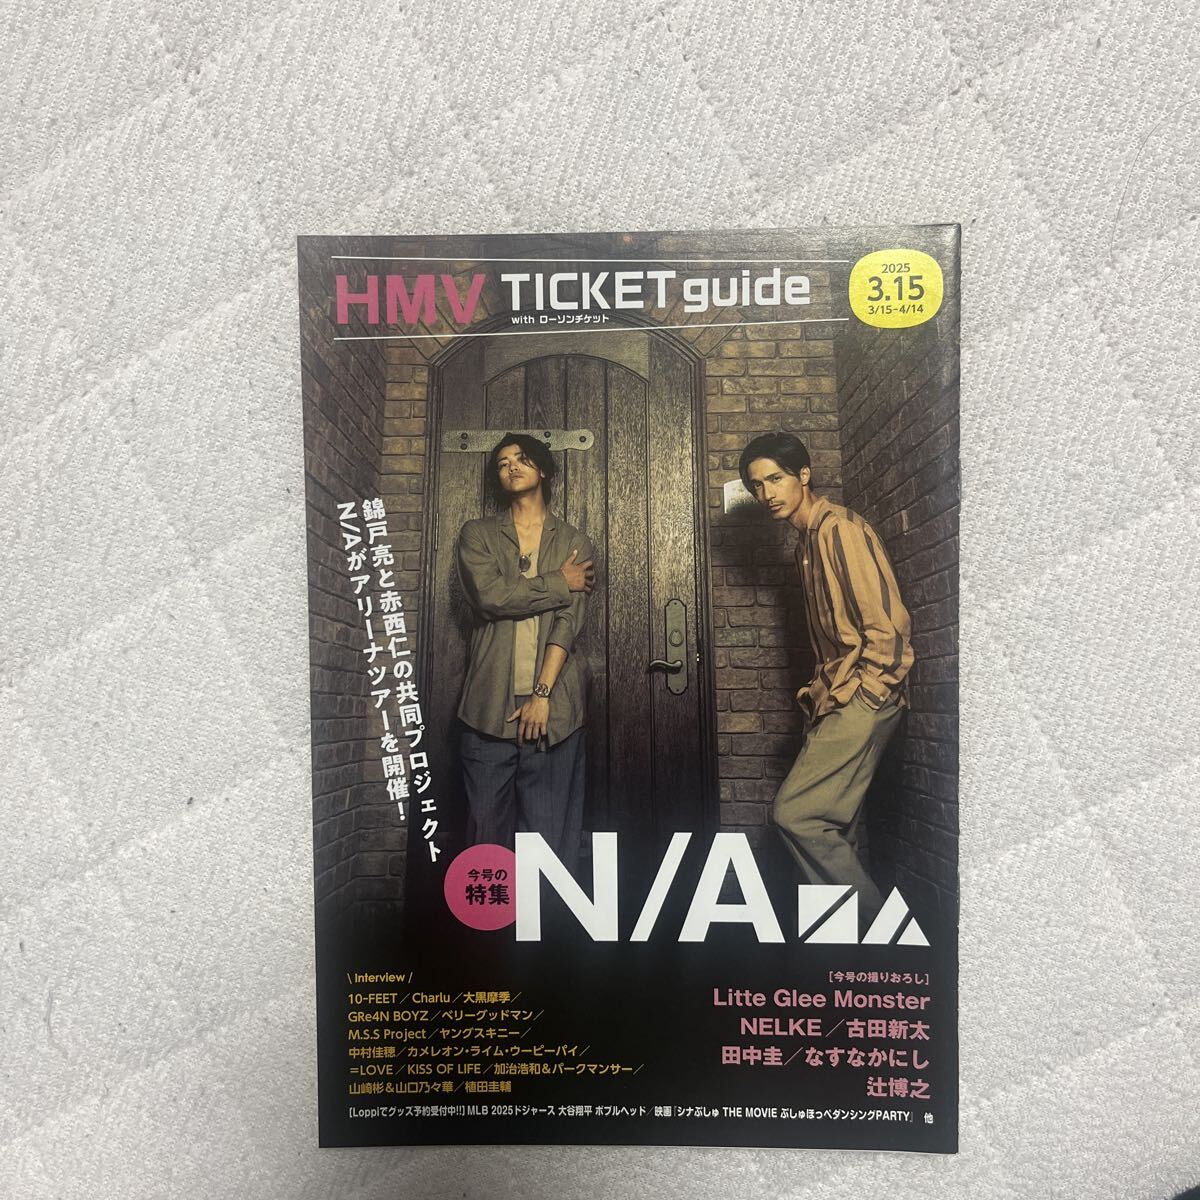 HMV TICKET guide
with ローソンチケット
2025
3.15
3/15-4/14
錦戸亮と赤西仁の共同プロジェクト
N/Aがアリーナツアーを開催!
今号の
特集
N/A
\ Interview /
10-FEET/Charlu/大黒摩季/
GRe4N BOYZ/ベリーグッドマン/
M.S.S Project/ヤングスキニー/
中村佳穂/カメレオン・ライム・ウーピーパイ/
=LOVE/KISS OF LIFE/加治浩和&パークマンサー/
山崎彬&山口乃々華/植田圭輔
[今号の撮りおろし]
Litte Glee Monster
NELKE/古田新太
田中圭/なすなかにし
辻博之
[Loppiでグッズ予約受付中!!] MLB 2025ドジャース 大谷翔平 ボブルヘッド/映画『シナぷしゅ THE MOVIE ぷしゅほっぺダンシングPARTY』 他